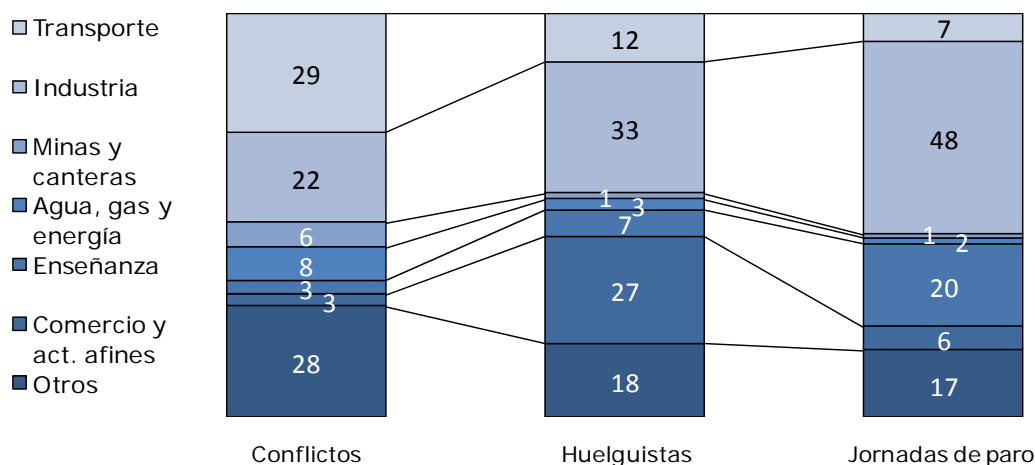 Transporte
Industria
Minas y
canteras
Agua, gas y
energía
Enseñanza
Comercio y
act. afines
Otros
29
22
6
8
3
3
28
12
33
1
3
7
27
18
7
48
1
2
20
6
17
Conflictos
Huelguistas
Jornadas de paro